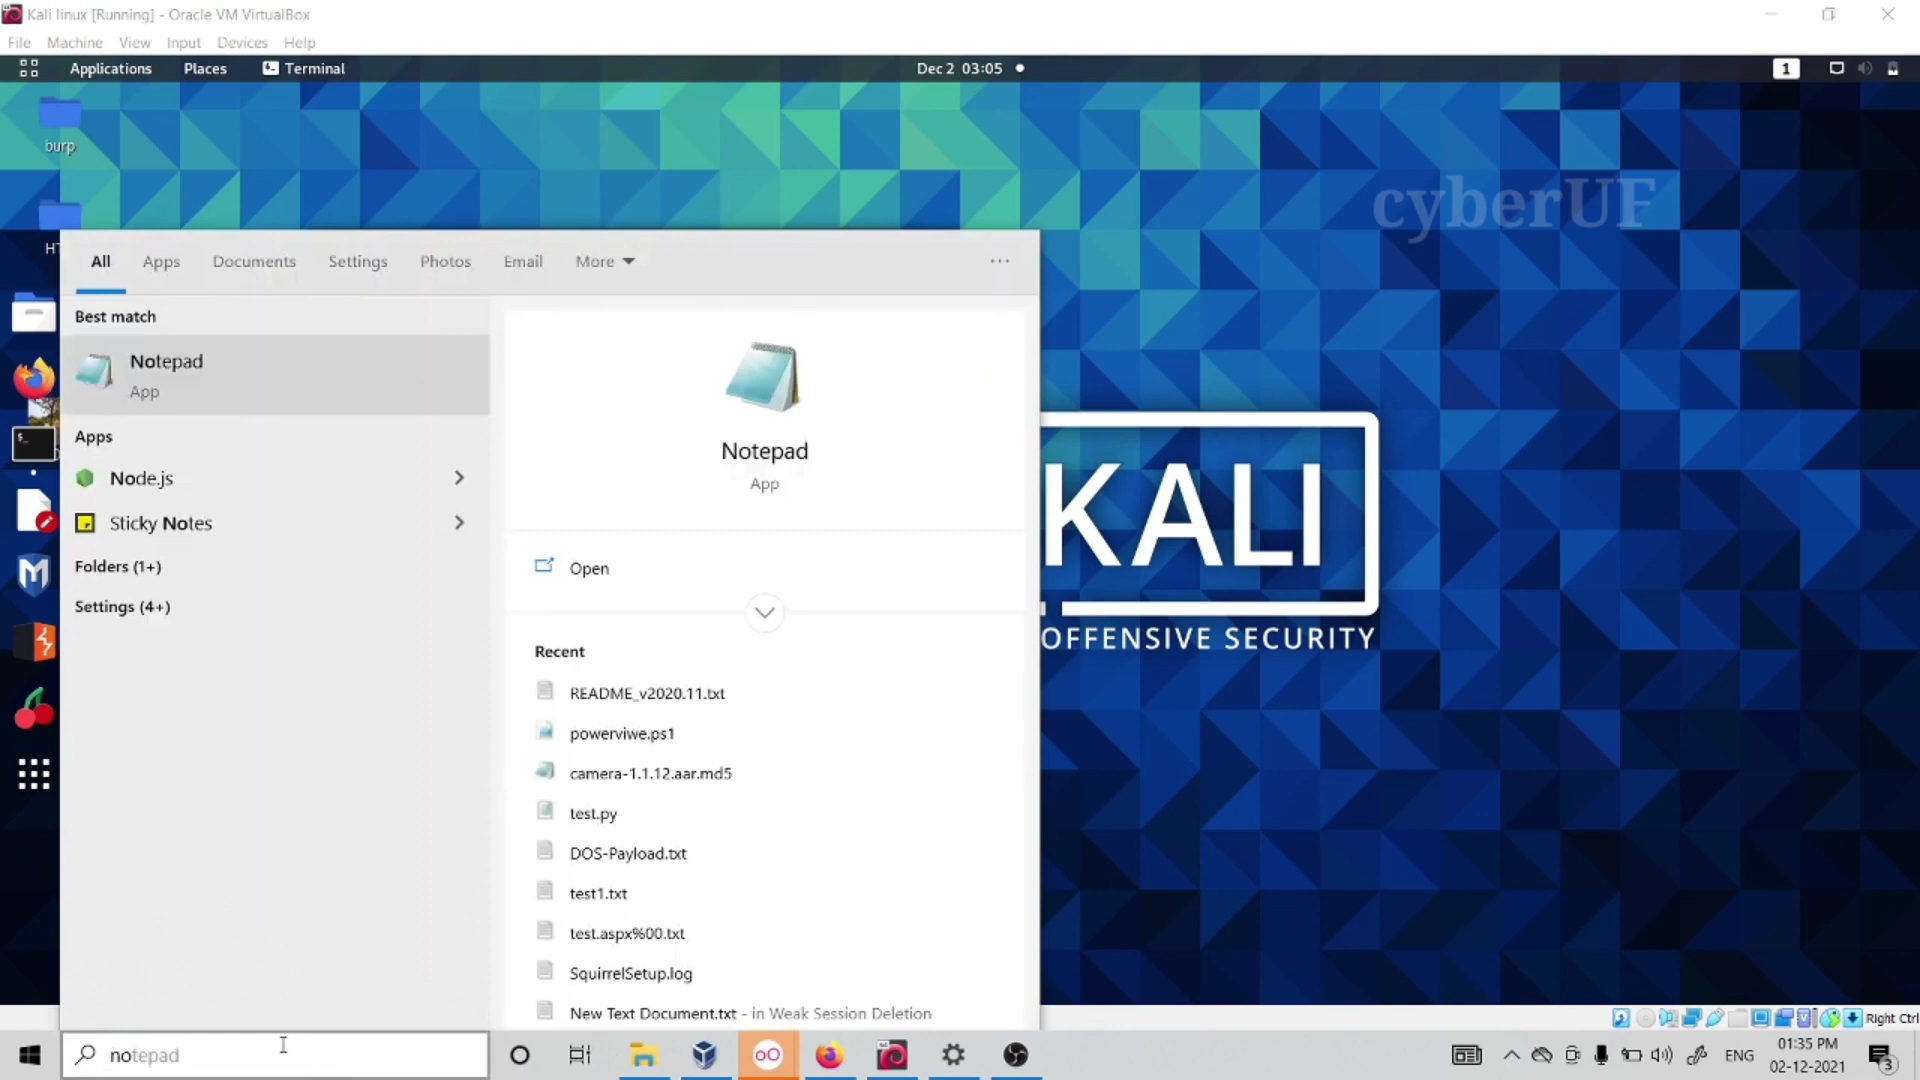 Kali linux [Running] - Oracle VM VirtualBox
File Machine View Input Devices Help
Applications Places Terminal Dec 2 03:05 1
burp
cyberUF
All Apps Documents Settings Photos Email More
Best match
Notepad
App
Apps
Node.js
Sticky Notes
Folders (1+)
Settings (4+)
Notepad
App
Open
Recent
README_v2020.11.txt
powerviwe.ps1
camera-1.1.12.aar.md5
test.py
DOS-Payload.txt
test1.txt
test.aspx%00.txt
SquirrelSetup.log
New Text Document.txt - in Weak Session Deletion
KALI
OFFENSIVE SECURITY
Right Ctrl
notepad
ENG
01:35 PM
02-12-2021
3